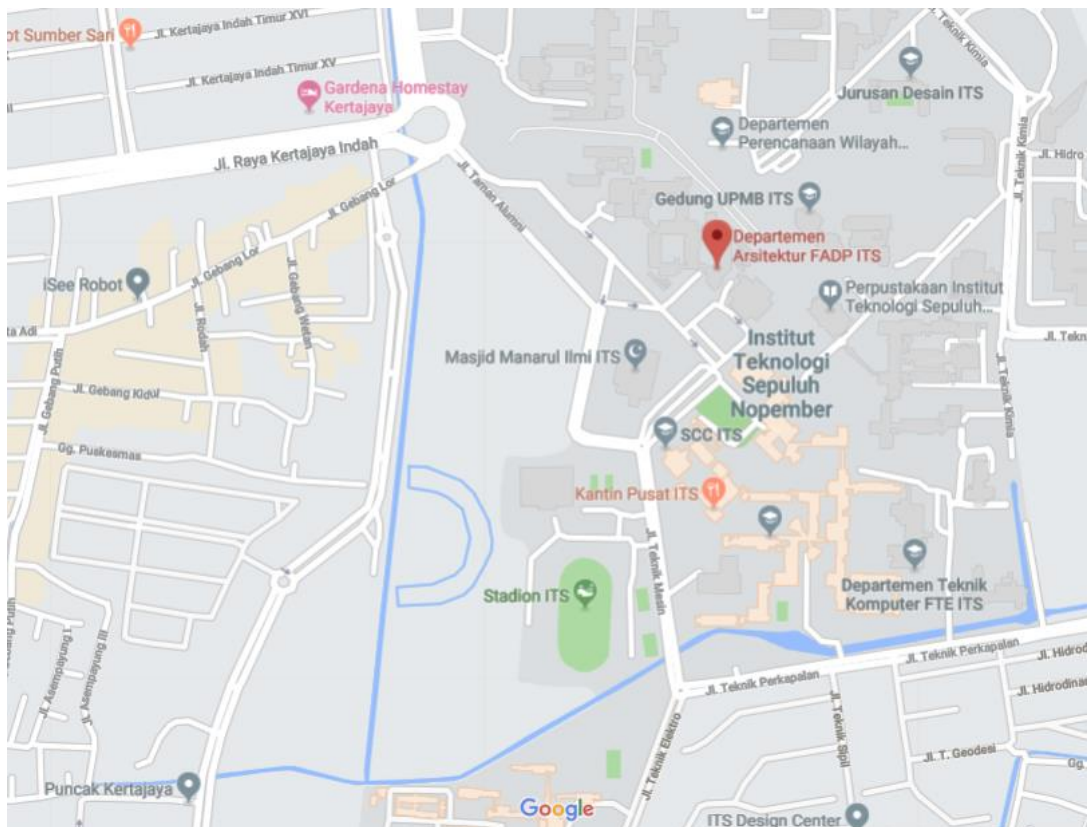 ot Sumber Sari
Jl. Kertajaya Indah Timur XVI
Jl. Kertajaya Indah Timur XV
Gardena Homestay
Kertajaya
Jl. Raya Kertajaya Indah
Jl. Teknik Kimia
Jurusan Desain ITS
Departemen
Perencanaan Wilayah...
Jl. Teknik Kimia
Jl. Hidro
Jl. Taman Alumni
Jl. Gebang Lor
Gedung UPMB ITS
Departemen
Arsitektur FADP ITS
Jl. Gebang Lor
iSee Robot
Jl. Gebang Wetan
Perpustakaan Institut
Teknologi Sepuluh...
ta Adi
Jl. Rodah
Jl. Tekn
Masjid Manarul Ilmi ITS
Institut
Teknologi
Sepuluh
Nopember
Jl. Gebang Putih
Jl. Gebang Kidul
Jl. Teknik Kimia
Gg. Puskesmas
SCC ITS
Kantin Pusat ITS
Jl. Teknik Mesin
Stadion ITS
Departemen Teknik
Komputer FTE ITS
ebang Putih
Jl. Asempayung I
Jl. Asempayung III
Jl. Teknik Perkapalan
Jl. Teknik Perkapalan
Jl. Hidrod
Jl. Hidrodinar
Jl. Teknik Elektro
Jl. Teknik Sipil
Jl. T. Geodesi
Gg.
Puncak Kertajaya
Google
ITS Design Center